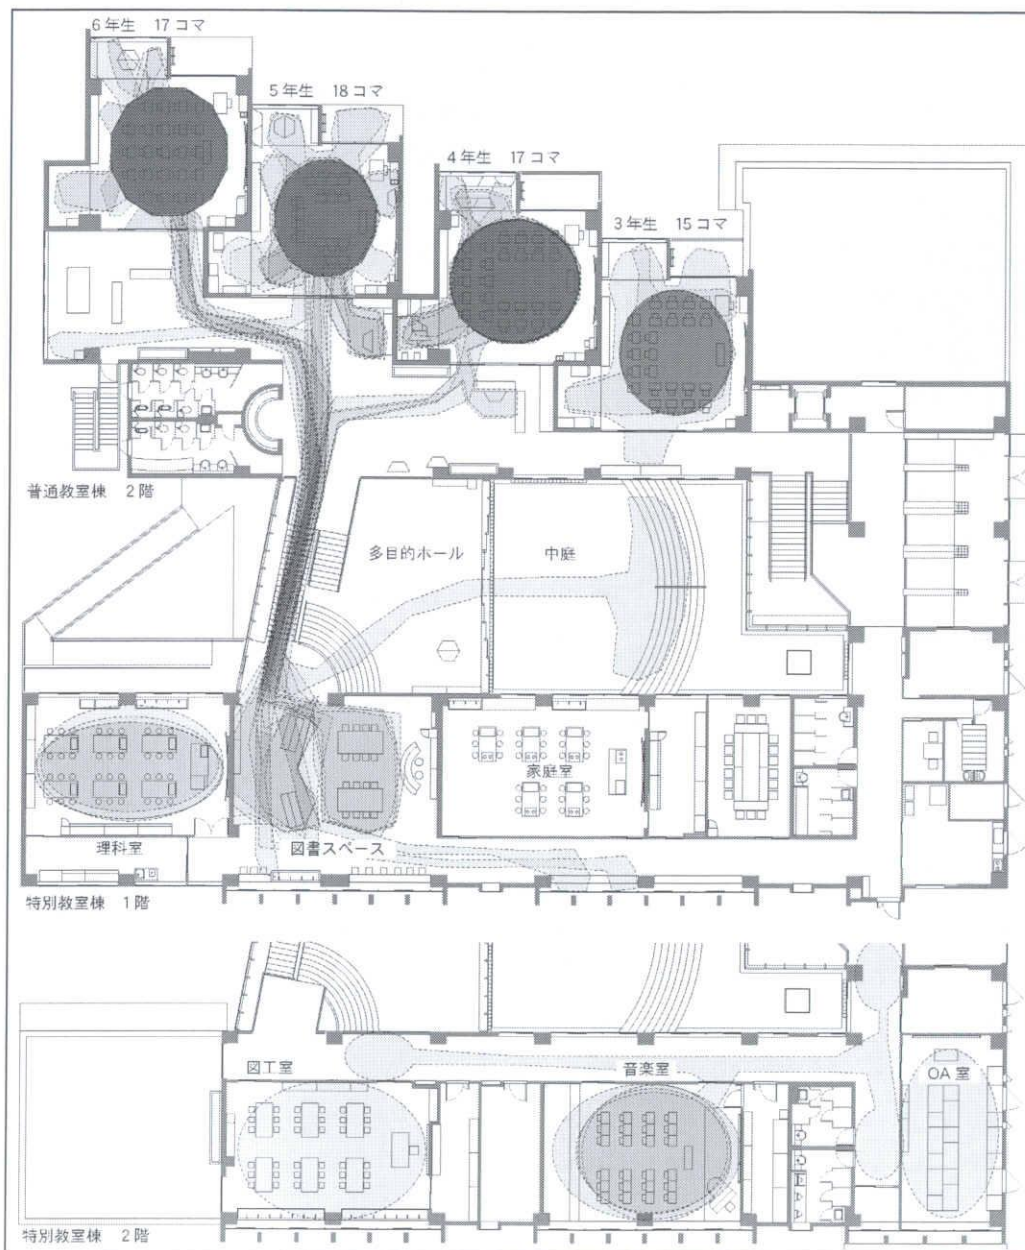 6年生 17コマ
5年生 18コマ
4年生 17コマ
3年生 15コマ
普通教室棟 2階
多目的ホール
中庭
家庭室
理科室
図書スペース
特別教室棟 1階
図工室
音楽室
OA室
特別教室棟 2階